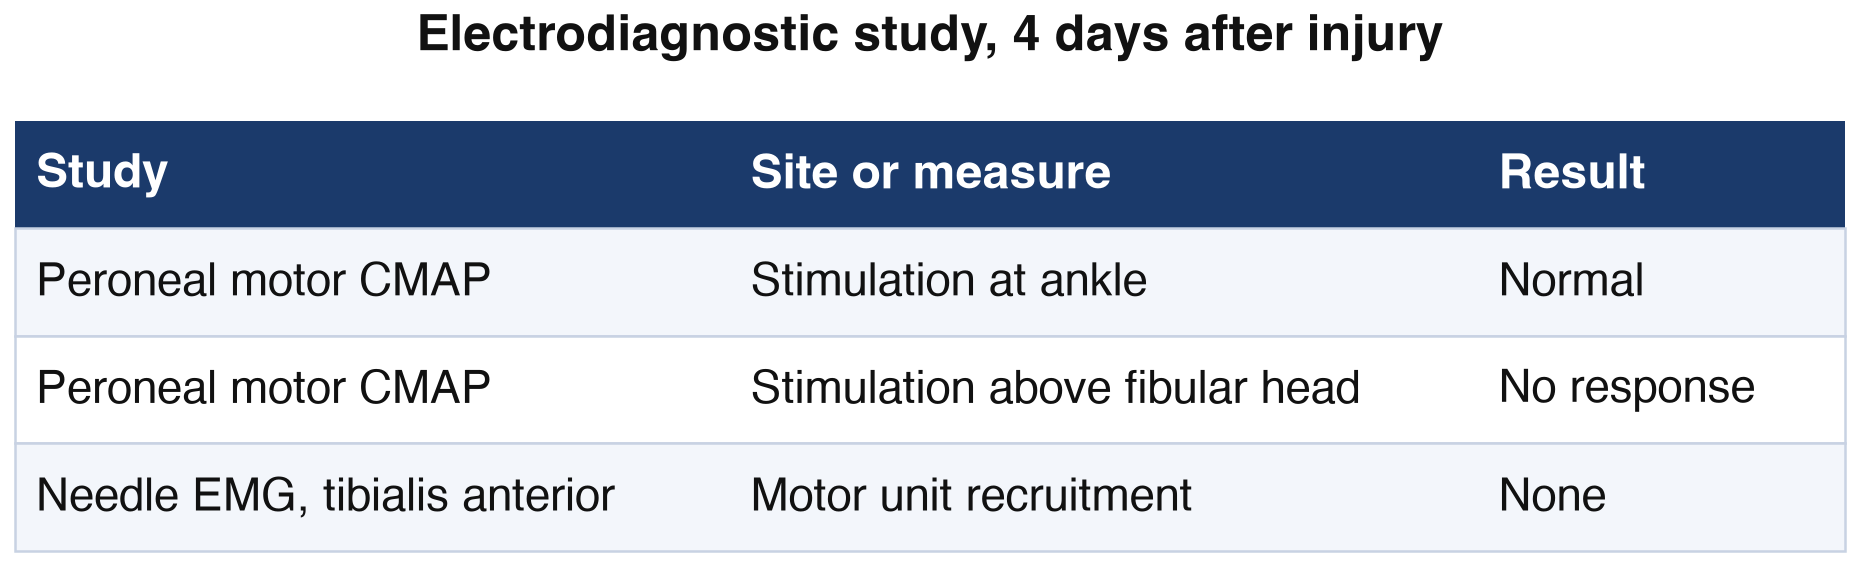 Electrodiagnostic study, 4 days after injury
Study Site or measure Result
Peroneal motor CMAP Stimulation at ankle Normal
Peroneal motor CMAP Stimulation above fibular head No response
Needle EMG, tibialis anterior Motor unit recruitment None